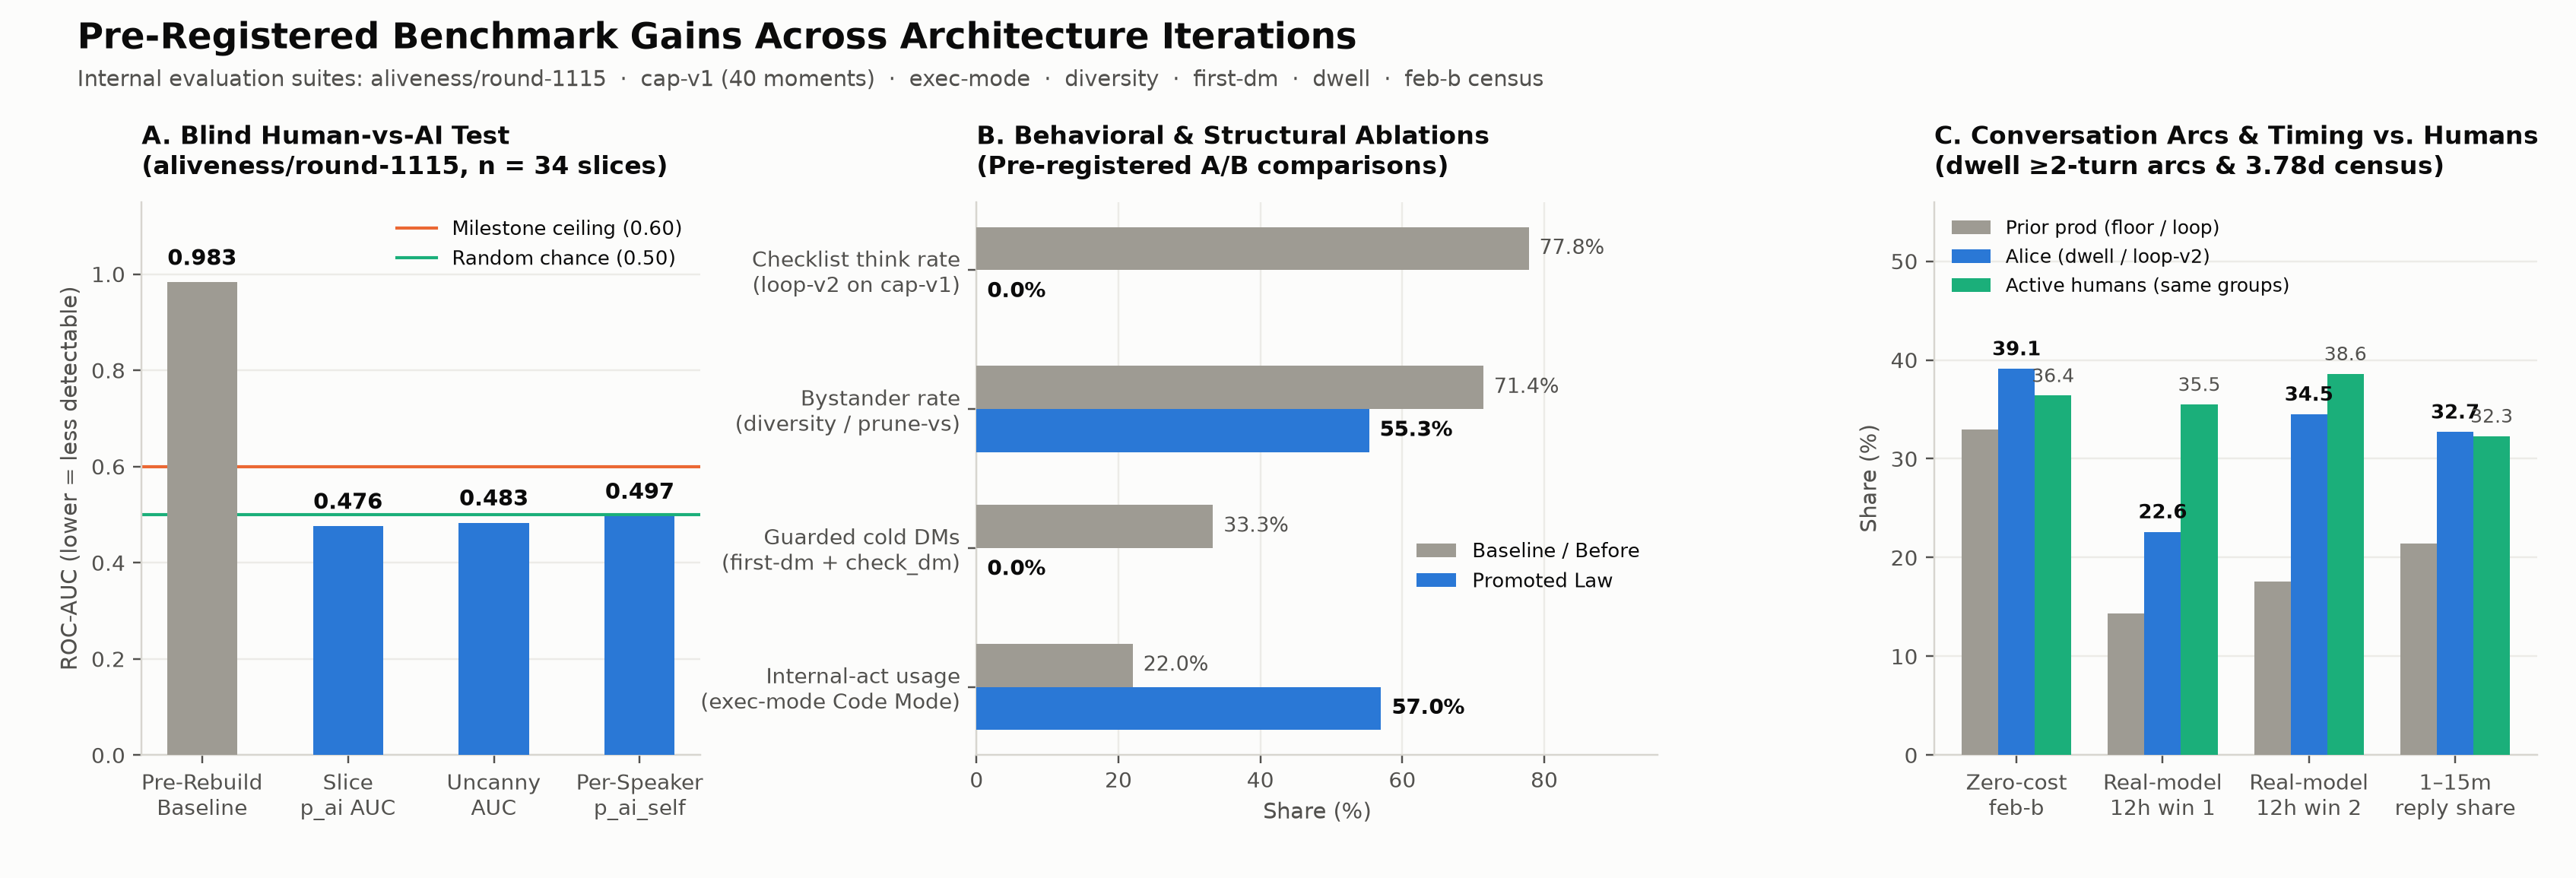 Pre-Registered Benchmark Gains Across Architecture Iterations
Internal evaluation suites: aliveness/round-1115 · cap-v1 (40 moments) · exec-mode · diversity · first-dm · dwell · feb-b census
A. Blind Human-vs-AI Test
(aliveness/round-1115, n = 34 slices)
Milestone ceiling (0.60)
Random chance (0.50)
ROC-AUC (lower = less detectable)
1.0
0.8
0.6
0.4
0.2
0.0
0.983
0.476
0.483
0.497
Pre-Rebuild
Baseline
Slice
p_ai AUC
Uncanny
AUC
Per-Speaker
p_ai_self
B. Behavioral & Structural Ablations
(Pre-registered A/B comparisons)
Checklist think rate
(loop-v2 on cap-v1)
77.8%
0.0%
Bystander rate
(diversity / prune-vs)
71.4%
55.3%
Guarded cold DMs
(first-dm + check_dm)
33.3%
0.0%
Internal-act usage
(exec-mode Code Mode)
22.0%
57.0%
Baseline / Before
Promoted Law
0
20
40
60
80
Share (%)
C. Conversation Arcs & Timing vs. Humans
(dwell ≥2-turn arcs & 3.78d census)
Prior prod (floor / loop)
Alice (dwell / loop-v2)
Active humans (same groups)
Share (%)
50
40
30
20
10
0
39.1
36.4
22.6
35.5
34.5
38.6
32.7
32.3
Zero-cost
feb-b
Real-model
12h win 1
Real-model
12h win 2
1–15m
reply share